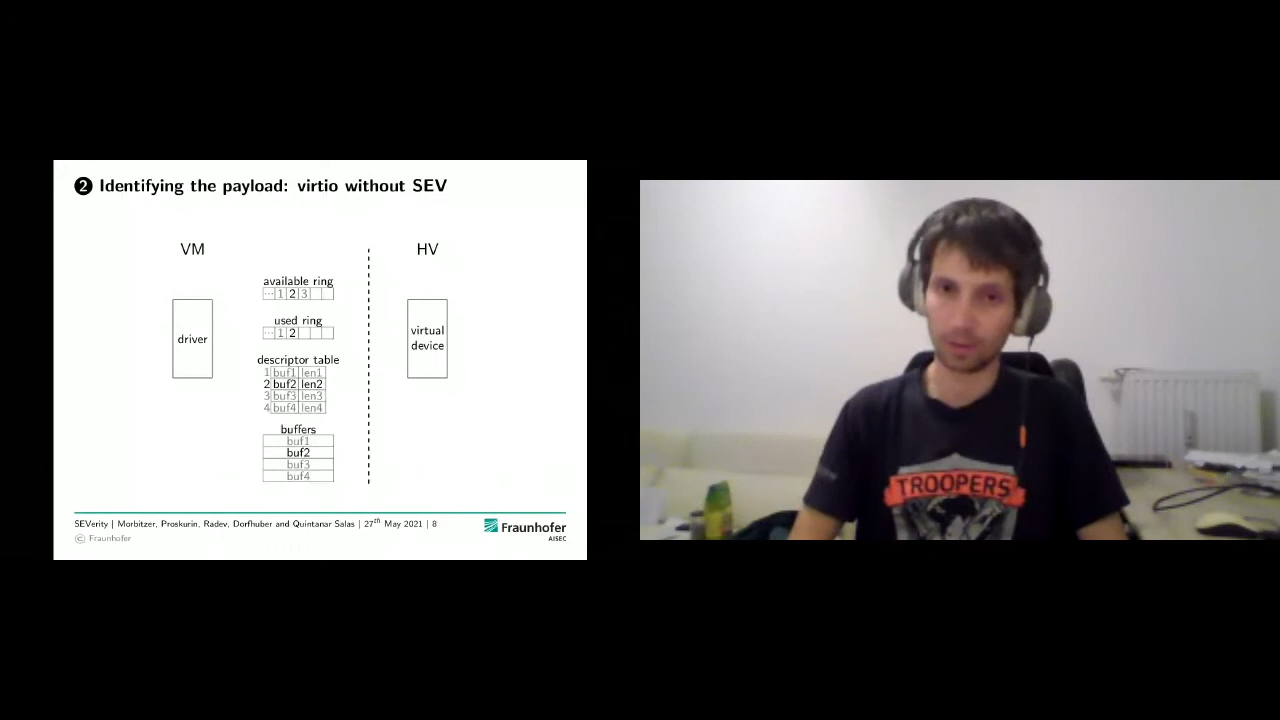 2 Identifying the payload: virtio without SEV
VM
HV
available ring
... 1 2 3
used ring
... 1 2
driver
virtual
device
descriptor table
1 buf1 len1
2 buf2 len2
3 buf3 len3
4 buf4 len4
buffers
buf1
buf2
buf3
buf4
SEVerity | Morbitzer, Proskurin, Radev, Dorfhuber and Quintanar Salas | 27th May 2021 | 8
© Fraunhofer
Fraunhofer
AISEC
TROOPERS